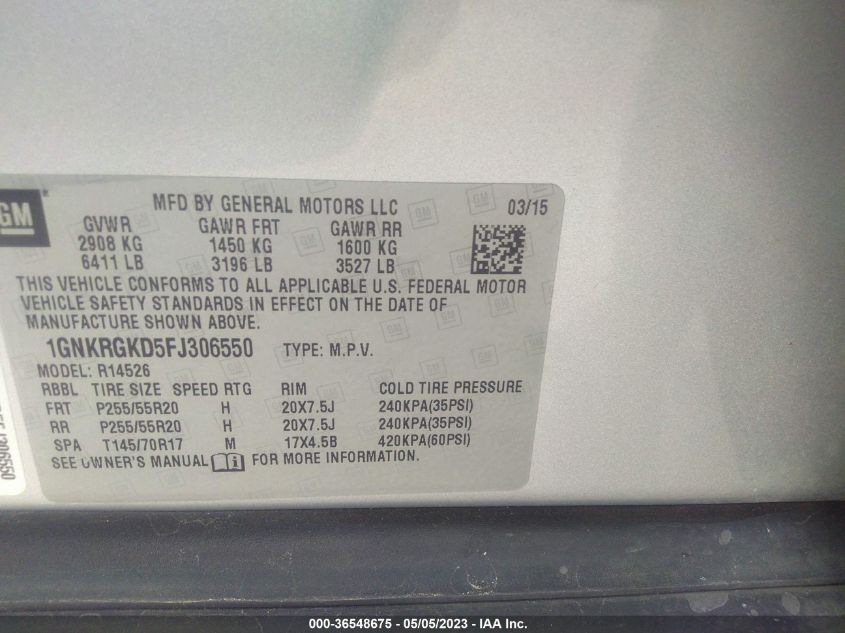 GM
MFD BY GENERAL MOTORS LLC 03/15
GVWR GAWR FRT GAWR RR
2908 KG 1450 KG 1600 KG
6411 LB 3196 LB 3527 LB
THIS VEHICLE CONFORMS TO ALL APPLICABLE U.S. FEDERAL MOTOR
VEHICLE SAFETY STANDARDS IN EFFECT ON THE DATE OF
MANUFACTURE SHOWN ABOVE.
1GNKRGKD5FJ306550 TYPE: M.P.V.
MODEL: R14526
RBBL TIRE SIZE SPEED RTG RIM COLD TIRE PRESSURE
FRT P255/55R20 H 20X7.5J 240KPA(35PSI)
RR P255/55R20 H 20X7.5J 240KPA(35PSI)
SPA T145/70R17 M 17X4.5B 420KPA(60PSI)
SEE OWNER'S MANUAL FOR MORE INFORMATION.
000-36548675 - 05/05/2023 - IAA Inc.